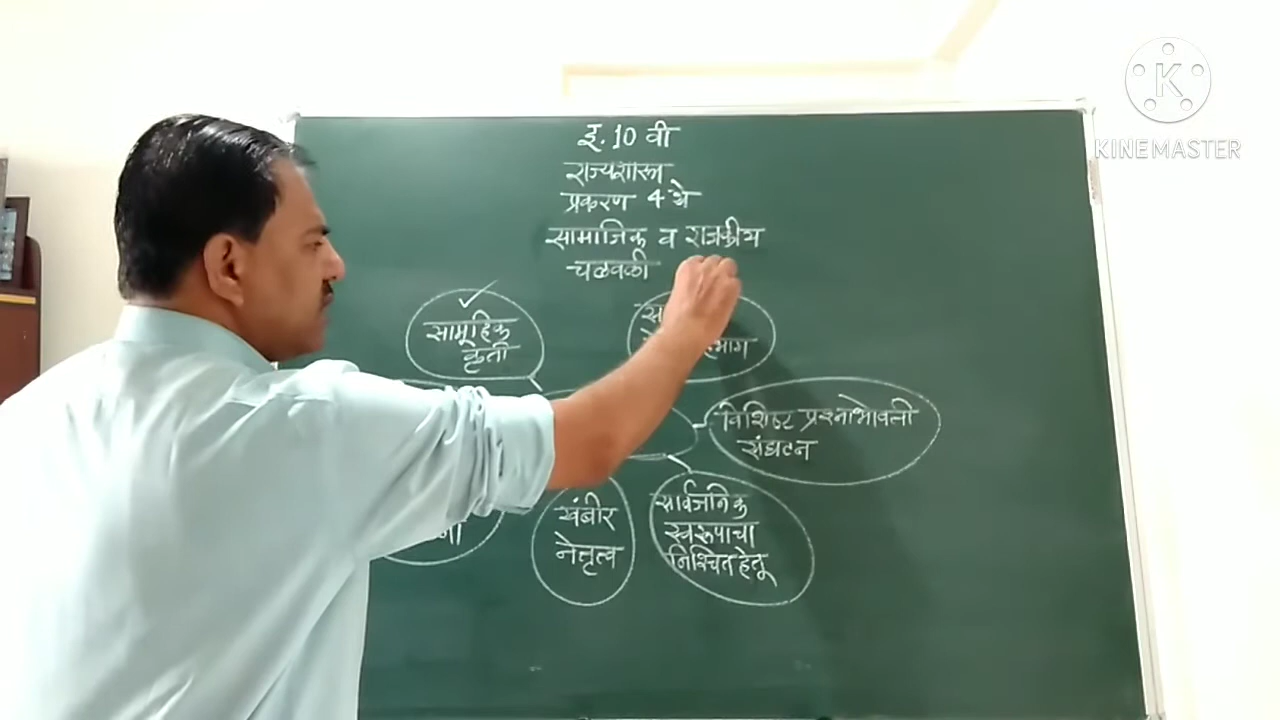 इ. 10 वी
राज्यशास्त्र
प्रकरण 4 थे
सामाजिक व राजकीय
चळवळी
सामूहिक
कृती
विशिष्ट प्रश्नाभोवती
संघटन
खंबीर
नेतृत्व
सार्वजनिक
स्वरूपाचा
निश्चित हेतू
K
KINEMASTER